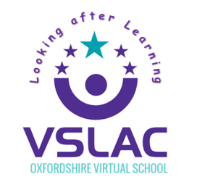 Looking after Learning
VSLAC
OXFORDSHIRE VIRTUAL SCHOOL